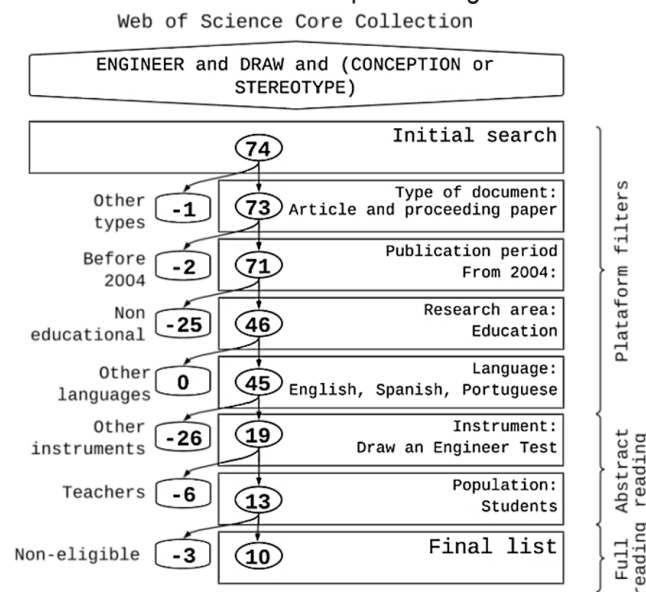 Web of Science Core Collection
ENGINEER and DRAW and (CONCEPTION or
STEREOTYPE)
Initial search
74
Other
types
-1
73
Type of document:
Article and proceeding paper
Before
2004
-2
71
Publication period
From 2004:
Non
educational
-25
46
Research area:
Education
Other
languages
0
45
Language:
English, Spanish, Portuguese
Other
instruments
-26
19
Instrument:
Draw an Engineer Test
Teachers
-6
13
Population:
Students
Non-eligible
-3
10
Final list
Plataform filters
Abstract
reading
Full
reading